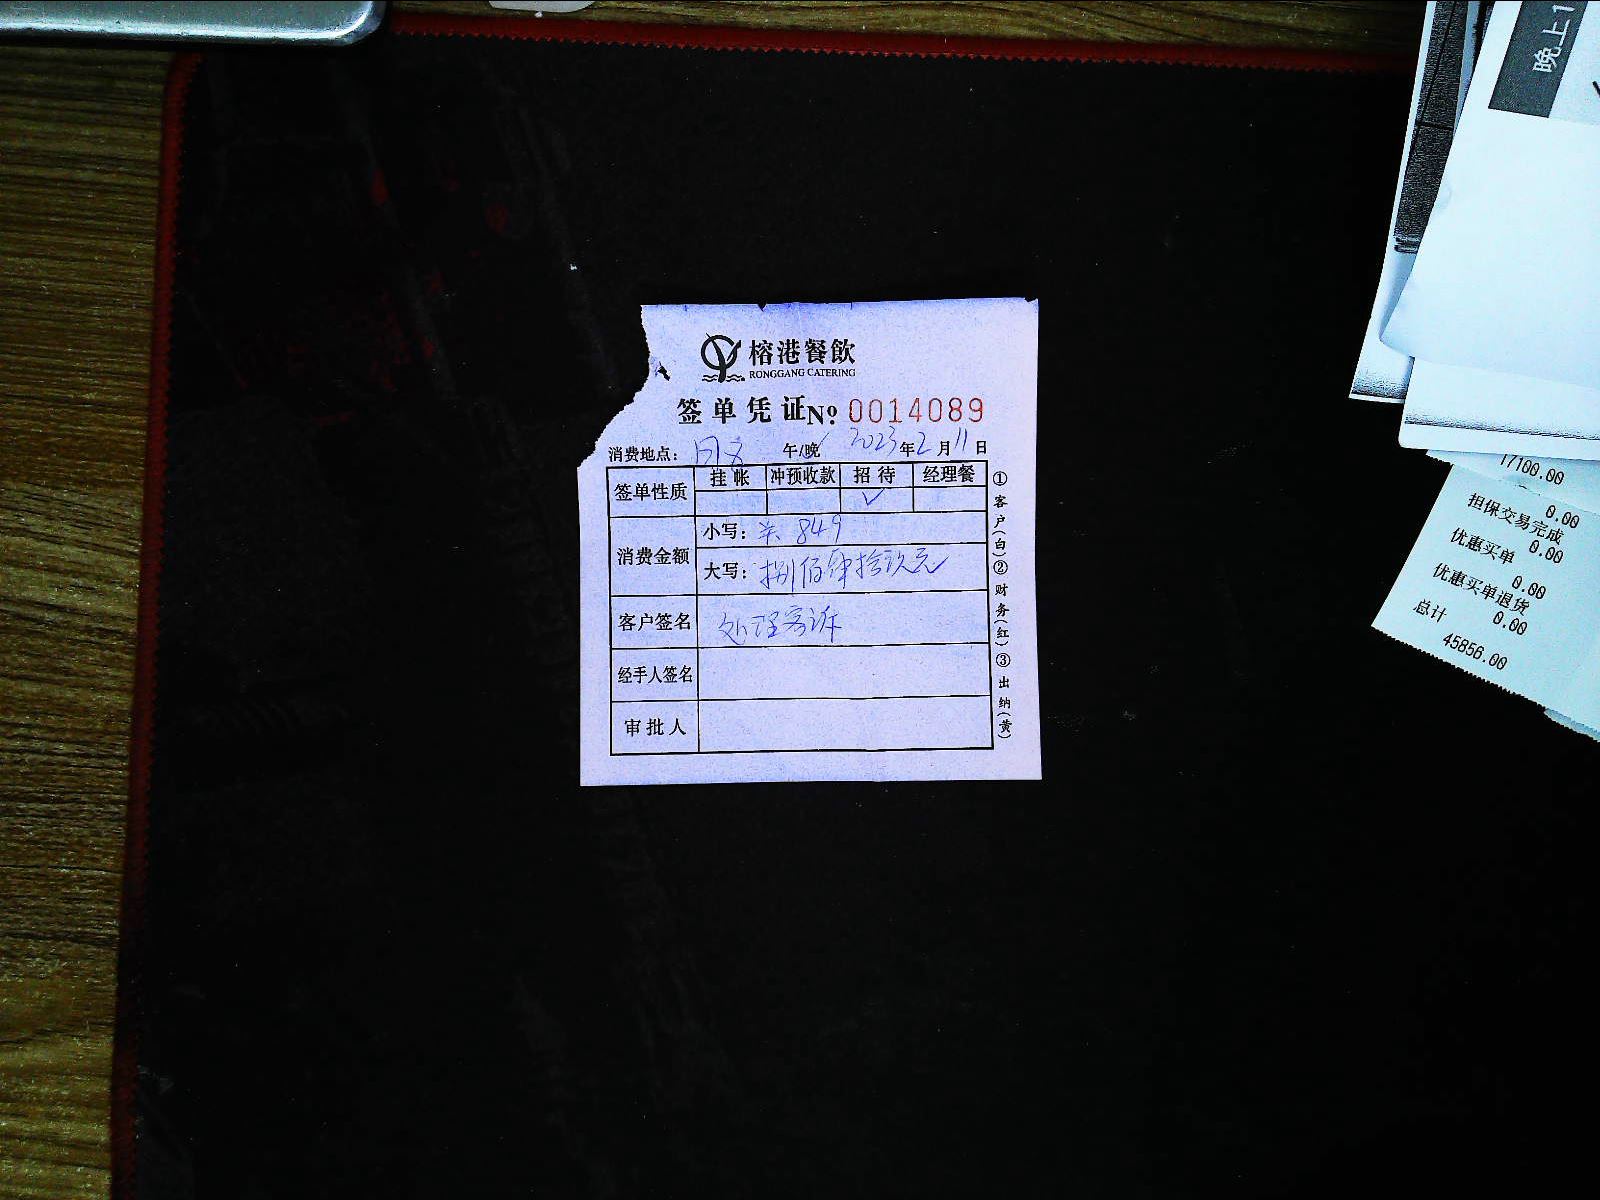 榕港餐飲
RONGGANG CATERING
签单凭证№ 0014089
消费地点: 午/晚 2023年2月11日
签单性质 挂帐 冲预收款 招待 经理餐
✓
消费金额 小写: 849
大写: 捌佰肆拾玖元
客户签名 处理客诉
经手人签名
审批人
①客户(白)②财务(红)③出纳(黄)
晚上1
17100.00
0.00
担保交易完成
0.00
优惠买单
0.00
优惠买单退货
0.00
总计
45856.00